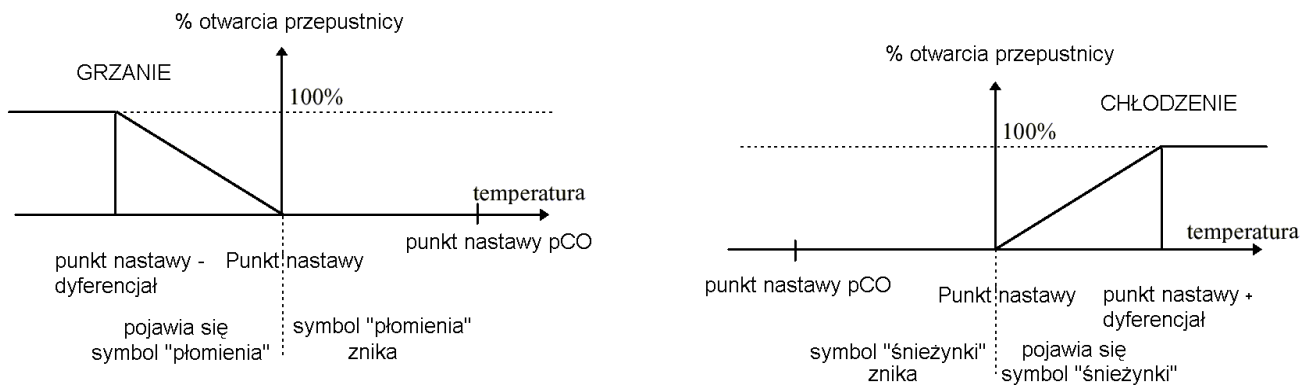 % otwarcia przepustnicy
GRZANIE
100%
temperatura
punkt nastawy pCO
punkt nastawy -
dyferencjał
Punkt nastawy
pojawia się
symbol "płomienia"
symbol "płomienia"
znika
% otwarcia przepustnicy
CHŁODZENIE
100%
temperatura
punkt nastawy pCO
Punkt nastawy
punkt nastawy +
dyferencjał
symbol "śnieżynki"
znika
pojawia się
symbol "śnieżynki"